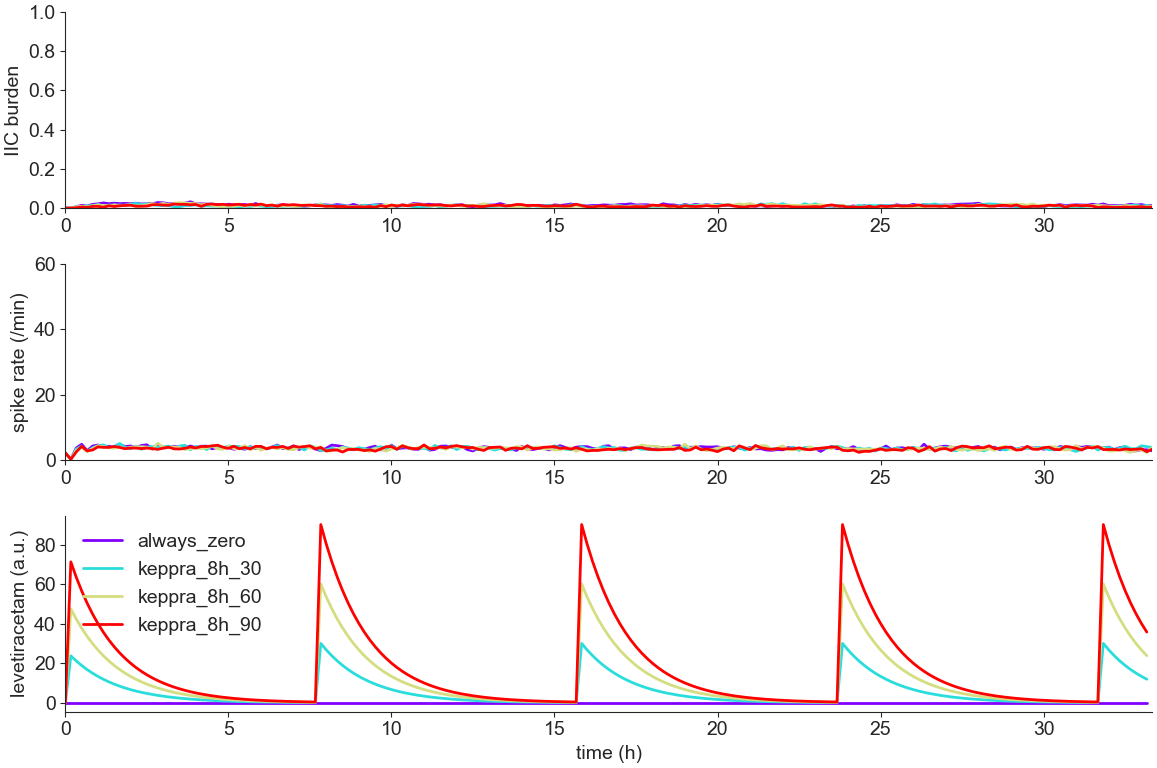 IIC burden
1.0
0.8
0.6
0.4
0.2
0.0
0 5 10 15 20 25 30
spike rate (/min)
60
40
20
0
0 5 10 15 20 25 30
levetiracetam (a.u.)
80
60
40
20
0
always_zero
keppra_8h_30
keppra_8h_60
keppra_8h_90
0 5 10 15 20 25 30
time (h)